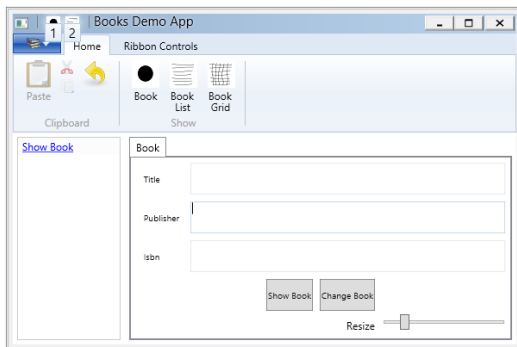 Books Demo App
1 2
Home Ribbon Controls
Paste Book Book List Book Grid
Clipboard Show
Show Book Book
Title
Publisher
Isbn
Show Book Change Book
Resize